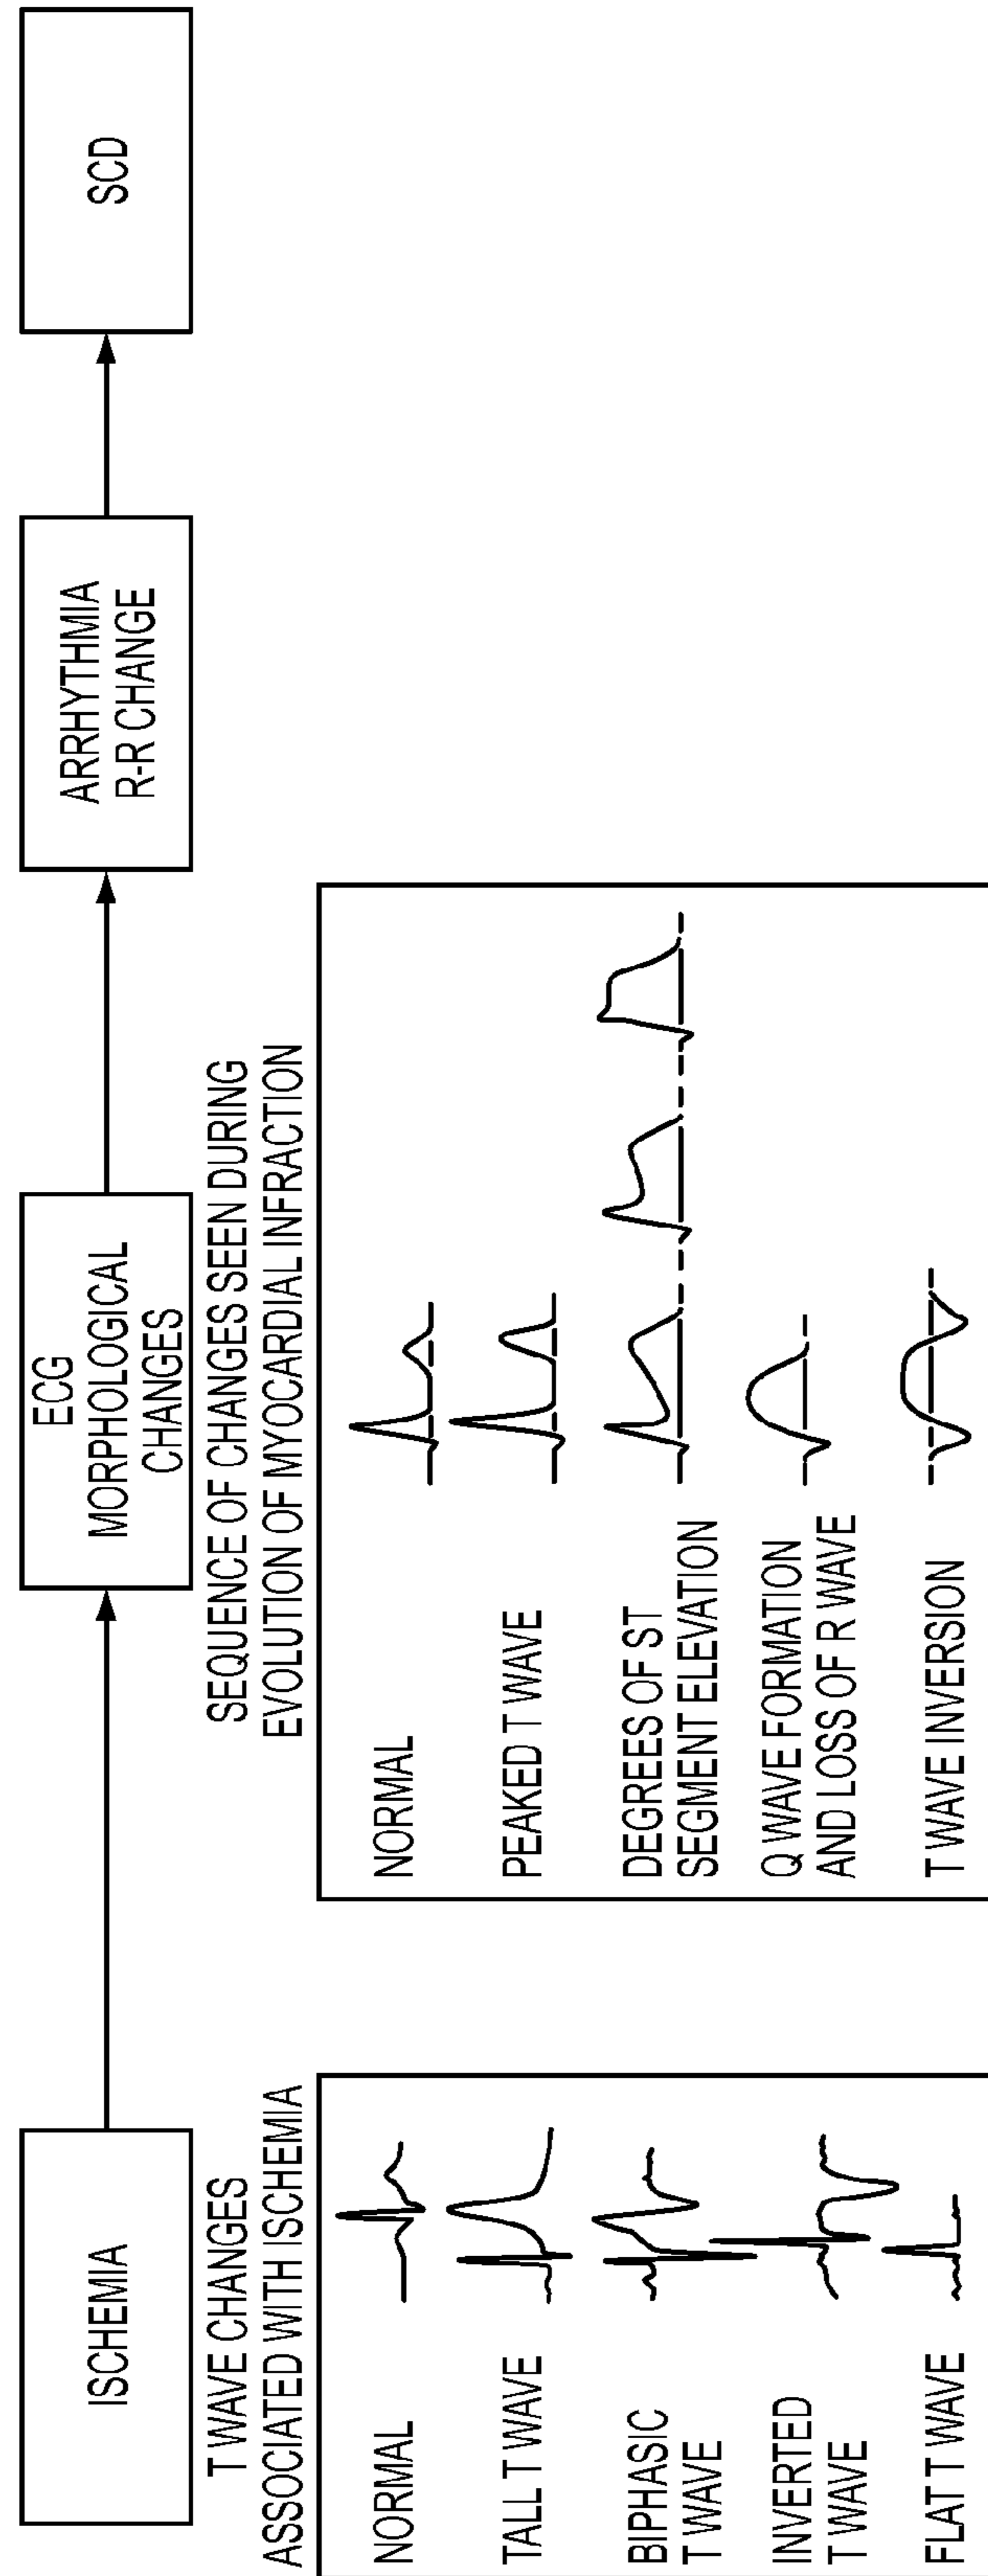 ISCHEMIA
ECG
MORPHOLOGICAL
CHANGES
ARRHYTHMIA
R-R CHANGE
SCD
T WAVE CHANGES
ASSOCIATED WITH ISCHEMIA
NORMAL
TALL T WAVE
BIPHASIC
T WAVE
INVERTED
T WAVE
FLAT T WAVE
SEQUENCE OF CHANGES SEEN DURING
EVOLUTION OF MYOCARDIAL INFRACTION
NORMAL
PEAKED T WAVE
DEGREES OF ST
SEGMENT ELEVATION
Q WAVE FORMATION
AND LOSS OF R WAVE
T WAVE INVERSION